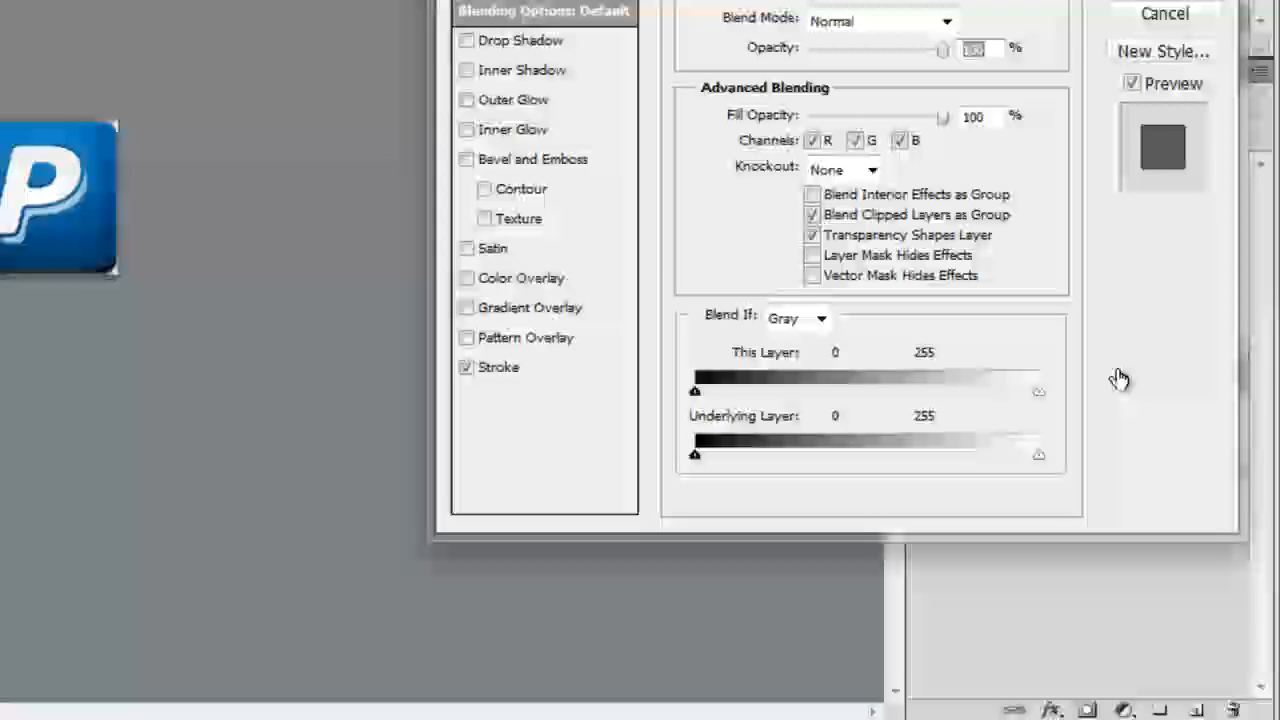 Blending Options: Default
Drop Shadow
Inner Shadow
Outer Glow
Inner Glow
Bevel and Emboss
Contour
Texture
Satin
Color Overlay
Gradient Overlay
Pattern Overlay
Stroke
Blend Mode: Normal
Opacity: 100 %
Advanced Blending
Fill Opacity: 100 %
Channels: R G B
Knockout: None
Blend Interior Effects as Group
Blend Clipped Layers as Group
Transparency Shapes Layer
Layer Mask Hides Effects
Vector Mask Hides Effects
Blend If: Gray
This Layer: 0 255
Underlying Layer: 0 255
Cancel
New Style...
Preview
P
fx